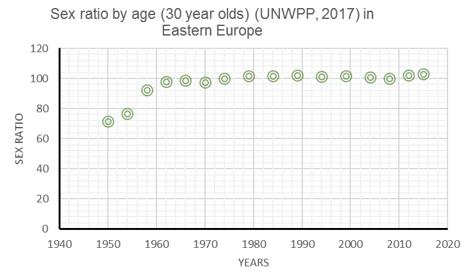 Sex ratio by age (30 year olds) (UNWPP, 2017) in
Eastern Europe
120
100
80
60
40
20
0
SEX RATIO
1940 1950 1960 1970 1980 1990 2000 2010 2020
YEARS